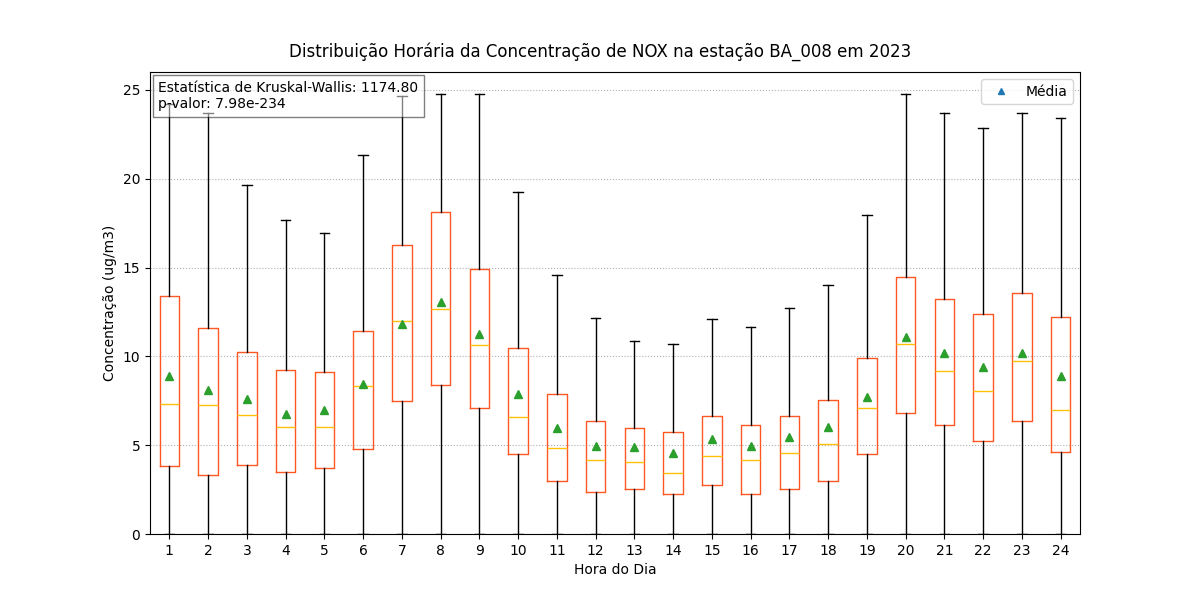 Distribuição Horária da Concentração de NOX na estação BA_008 em 2023
Estatística de Kruskal-Wallis: 1174.80
p-valor: 7.98e-234
Média
25
20
15
10
5
0
Concentração (ug/m3)
1 2 3 4 5 6 7 8 9 10 11 12 13 14 15 16 17 18 19 20 21 22 23 24
Hora do Dia